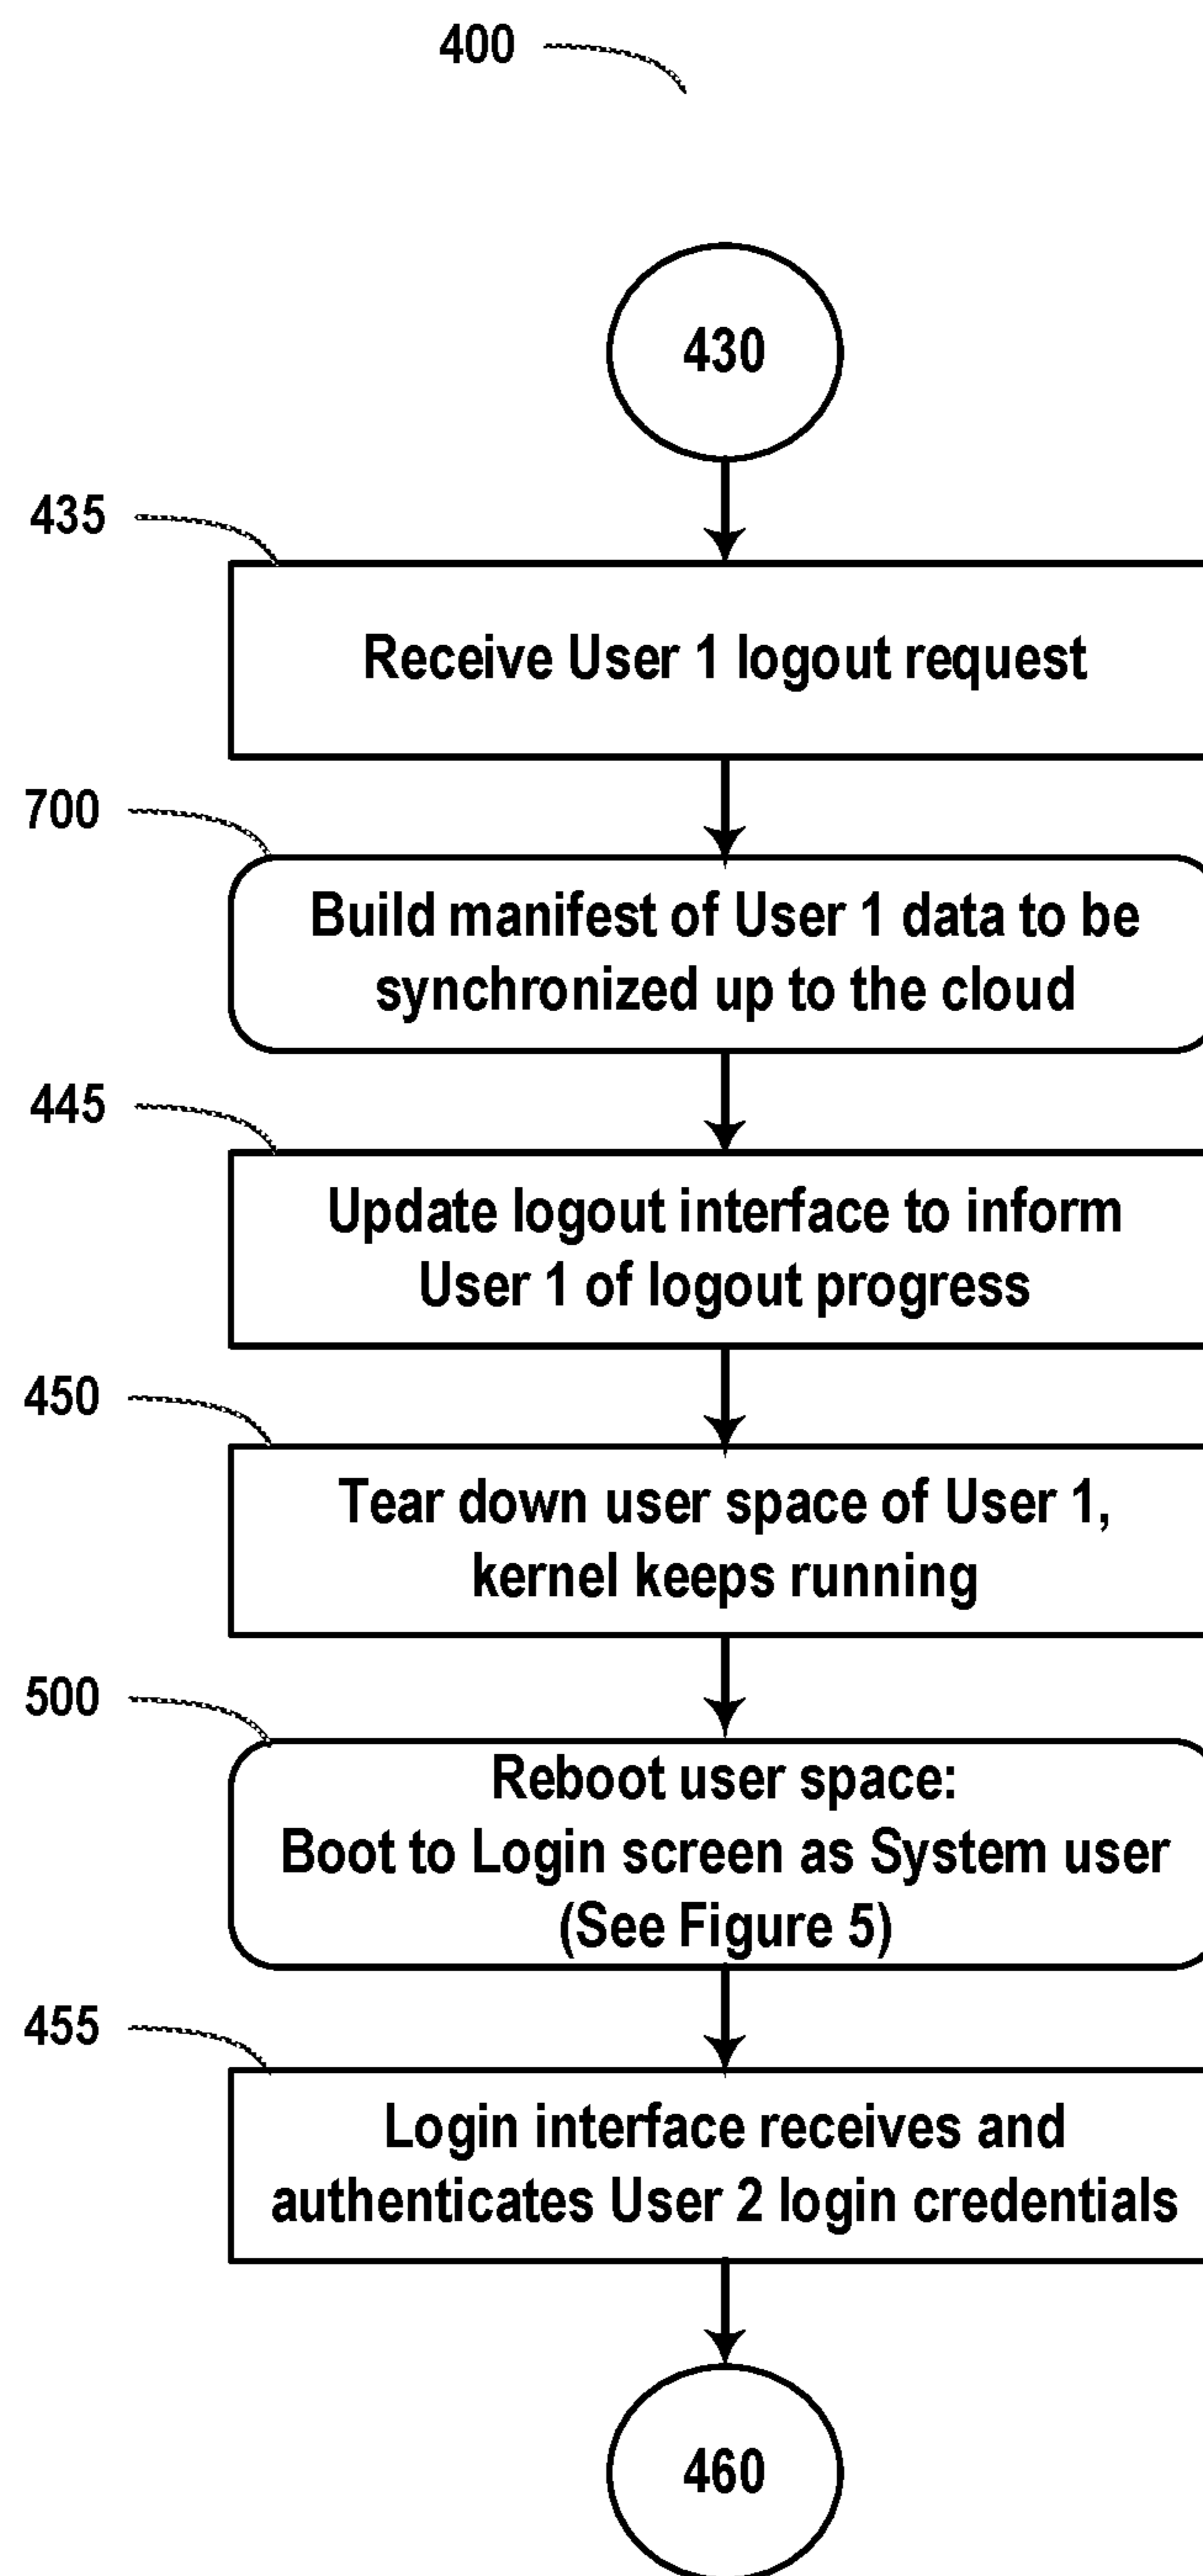 400
430
435
Receive User 1 logout request
700
Build manifest of User 1 data to be
synchronized up to the cloud
445
Update logout interface to inform
User 1 of logout progress
450
Tear down user space of User 1,
kernel keeps running
500
Reboot user space:
Boot to Login screen as System user
(See Figure 5)
455
Login interface receives and
authenticates User 2 login credentials
460